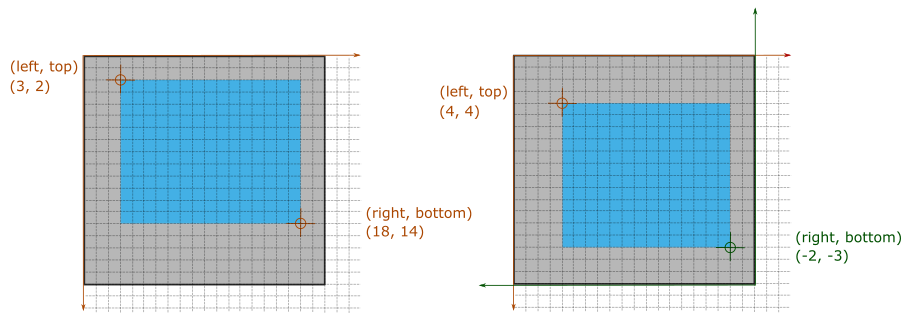 (left, top)
(3, 2)
(right, bottom)
(18, 14)
(left, top)
(4, 4)
(right, bottom)
(-2, -3)